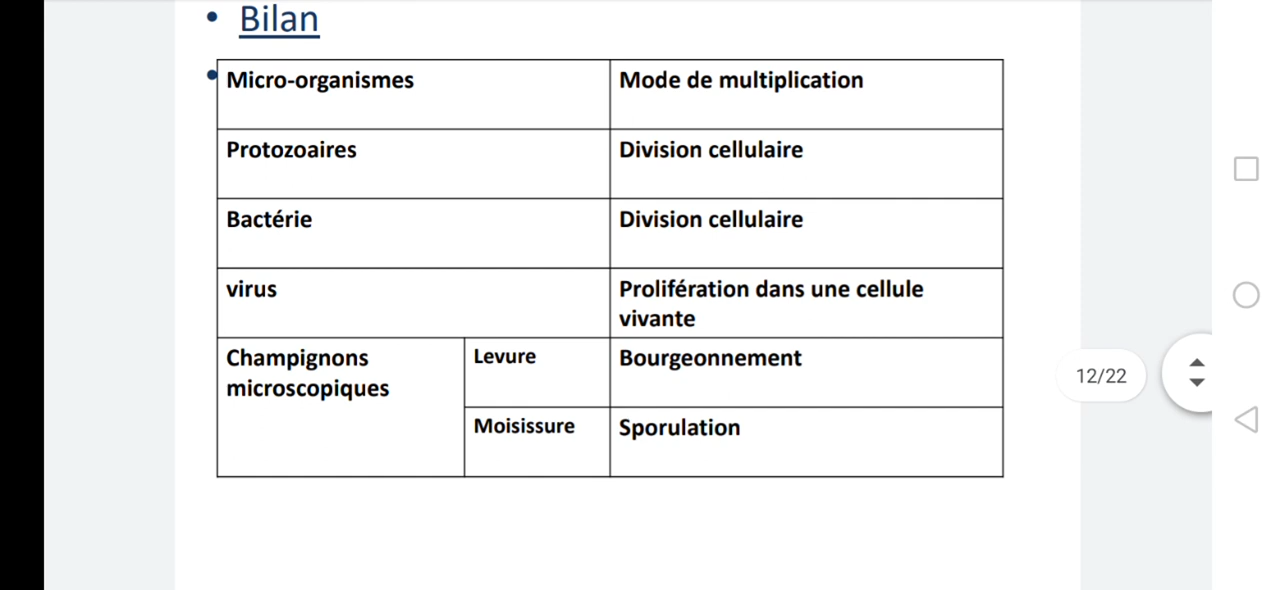 • Bilan
•
Micro-organismes
Mode de multiplication
Protozoaires
Division cellulaire
Bactérie
Division cellulaire
virus
Prolifération dans une cellule
vivante
Champignons
microscopiques
Levure
Bourgeonnement
Moisissure
Sporulation
12/22